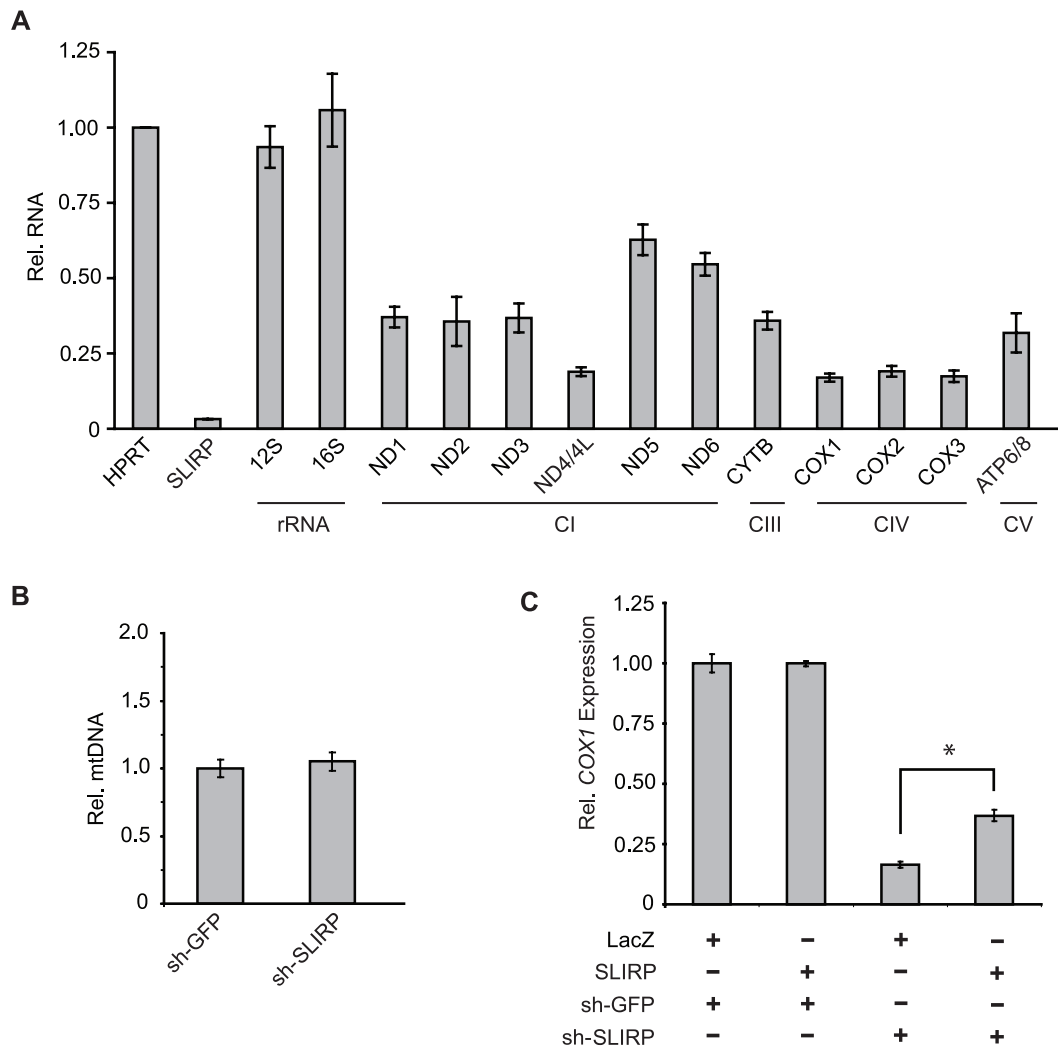 A
Rel. RNA
1.25
1.00
0.75
0.50
0.25
0
HPRT SLIRP 12S 16S ND1 ND2 ND3 ND4/4L ND5 ND6 CYTB COX1 COX2 COX3 ATP6/8
rRNA CI CIII CIV CV
B
Rel. mtDNA
2.0
1.5
1.0
0.5
0
sh-GFP sh-SLIRP
C
Rel. COX1 Expression
1.25
1.00
0.75
0.50
0.25
0
*
LacZ + − + −
SLIRP − + − +
sh-GFP + + − −
sh-SLIRP − − + +